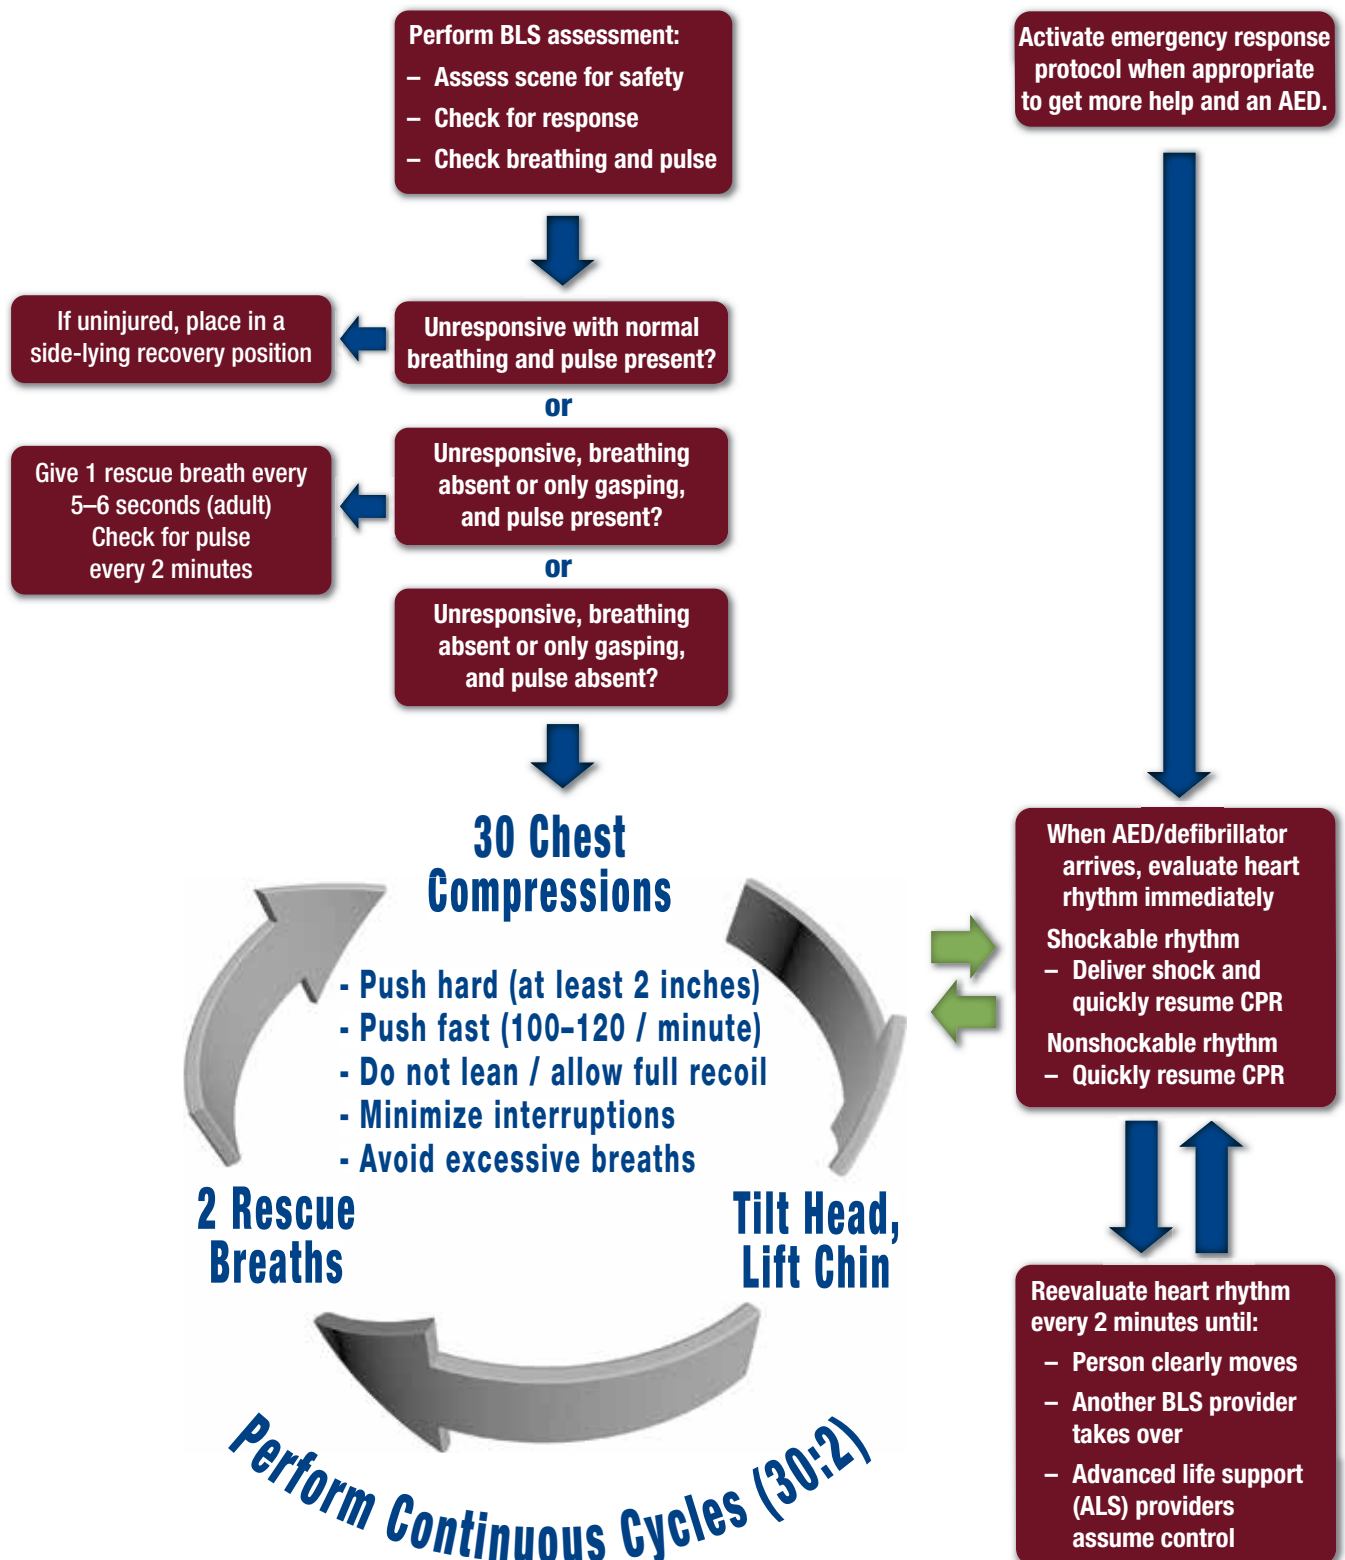 Perform BLS assessment:
– Assess scene for safety
– Check for response
– Check breathing and pulse
Activate emergency response
protocol when appropriate
to get more help and an AED.
If uninjured, place in a
side-lying recovery position
Unresponsive with normal
breathing and pulse present?
or
Give 1 rescue breath every
5–6 seconds (adult)
Check for pulse
every 2 minutes
Unresponsive, breathing
absent or only gasping,
and pulse present?
or
Unresponsive, breathing
absent or only gasping,
and pulse absent?
30 Chest
Compressions
- Push hard (at least 2 inches)
- Push fast (100–120 / minute)
- Do not lean / allow full recoil
- Minimize interruptions
- Avoid excessive breaths
2 Rescue
Breaths
Tilt Head,
Lift Chin
Perform Continuous Cycles (30:2)
When AED/defibrillator
arrives, evaluate heart
rhythm immediately
Shockable rhythm
– Deliver shock and
quickly resume CPR
Nonshockable rhythm
– Quickly resume CPR
Reevaluate heart rhythm
every 2 minutes until:
– Person clearly moves
– Another BLS provider
takes over
– Advanced life support
(ALS) providers
assume control